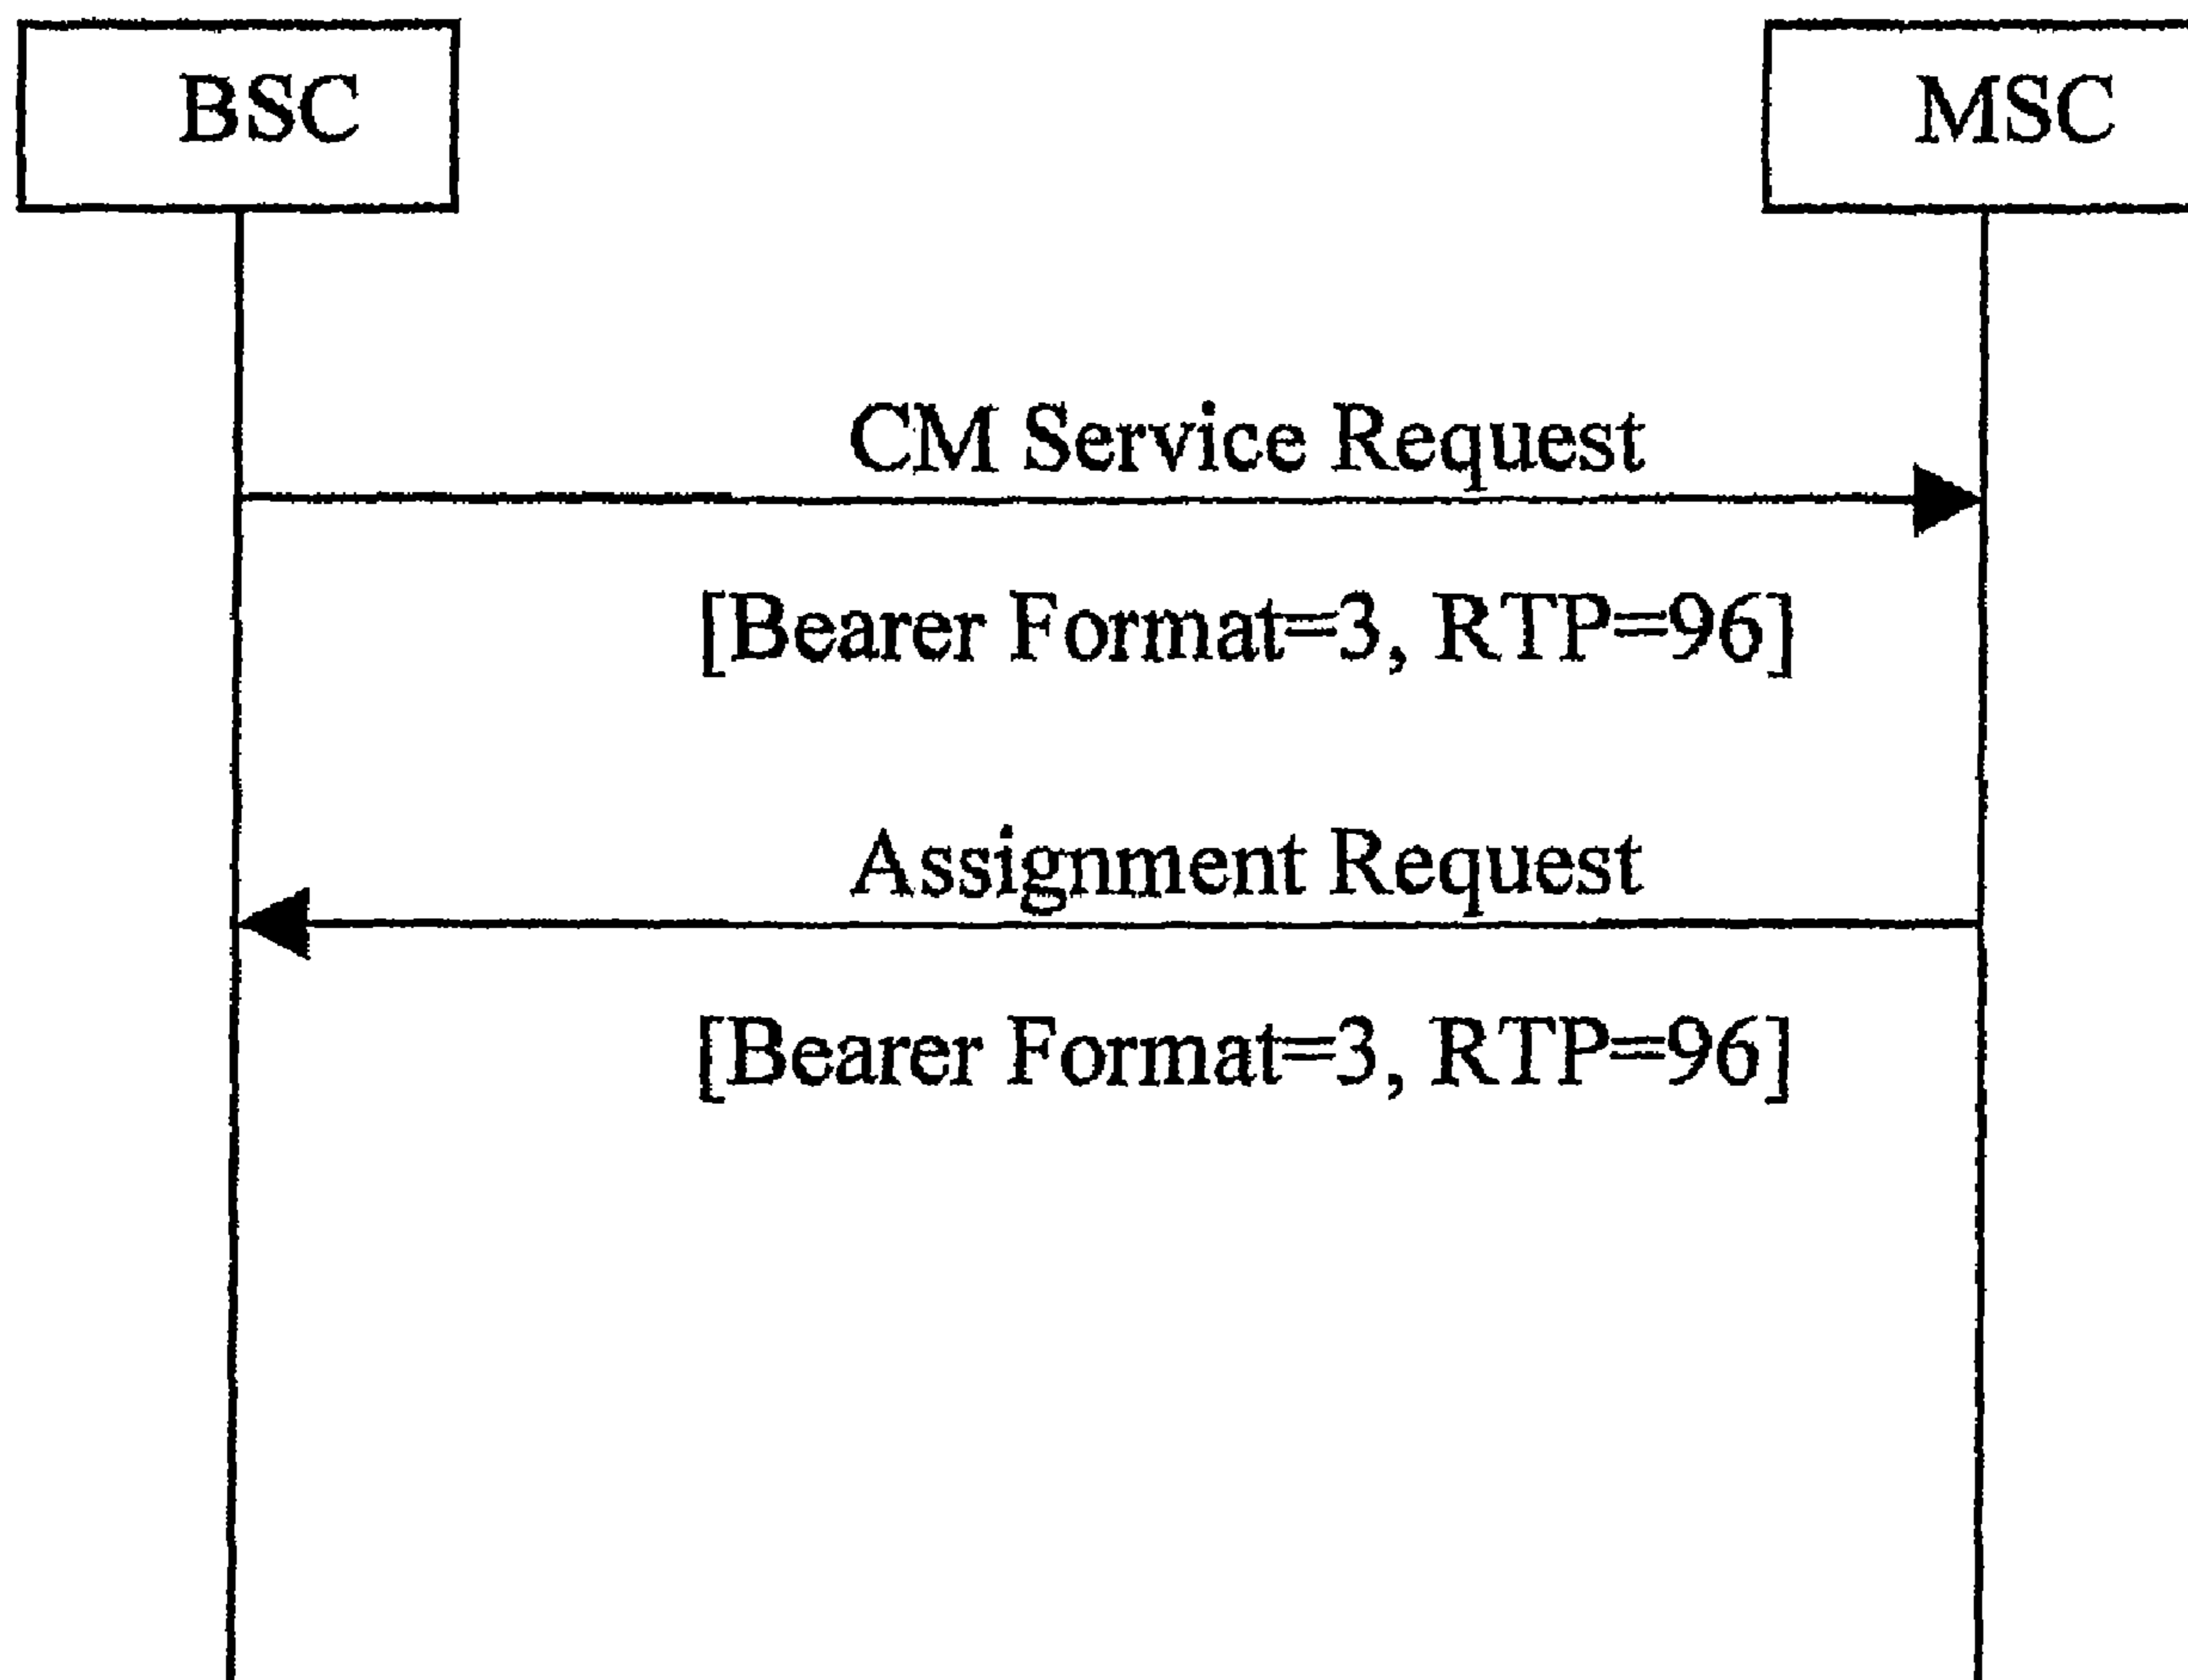 BSC
MSC
CM Service Request
[Bearer Format=3, RTP=96]
Assignment Request
[Bearer Format=3, RTP=96]